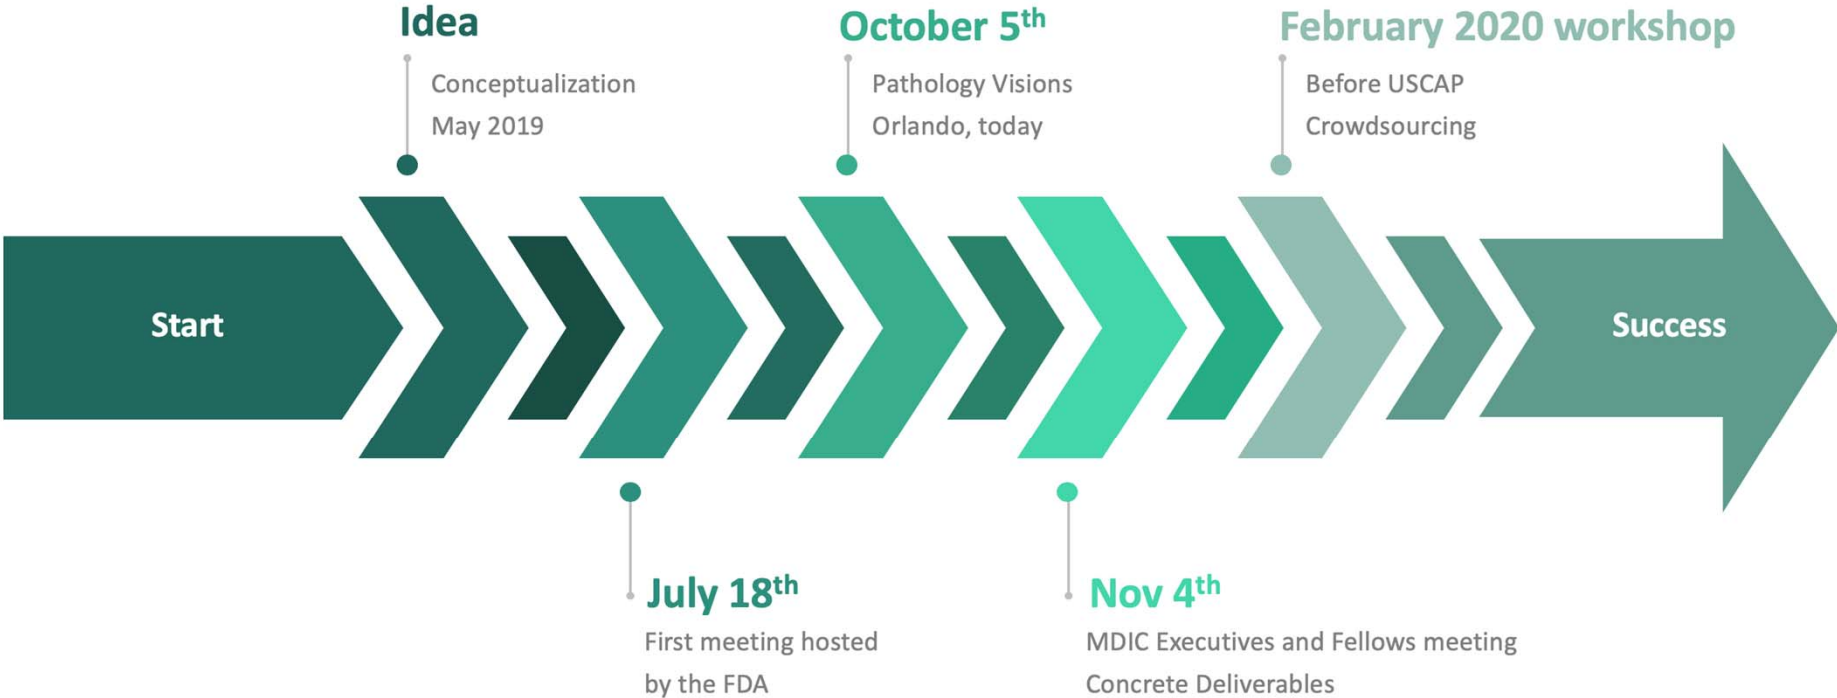 Idea
Conceptualization
May 2019
October 5th
Pathology Visions
Orlando, today
February 2020 workshop
Before USCAP
Crowdsourcing
Start
Success
July 18th
First meeting hosted
by the FDA
Nov 4th
MDIC Executives and Fellows meeting
Concrete Deliverables